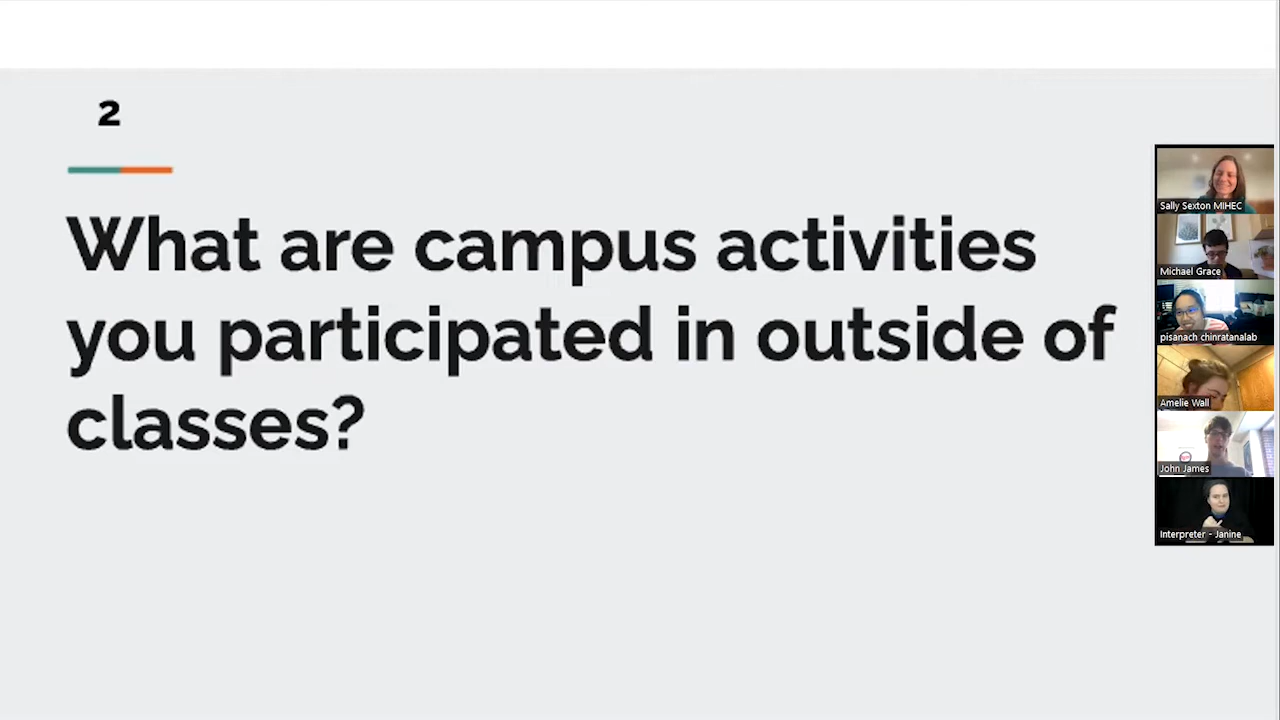 2
What are campus activities
you participated in outside of
classes?
Sally Sexton MIHEC
Michael Grace
pisanach chinratanalab
Amelie Wall
John James
Interpreter - Janine